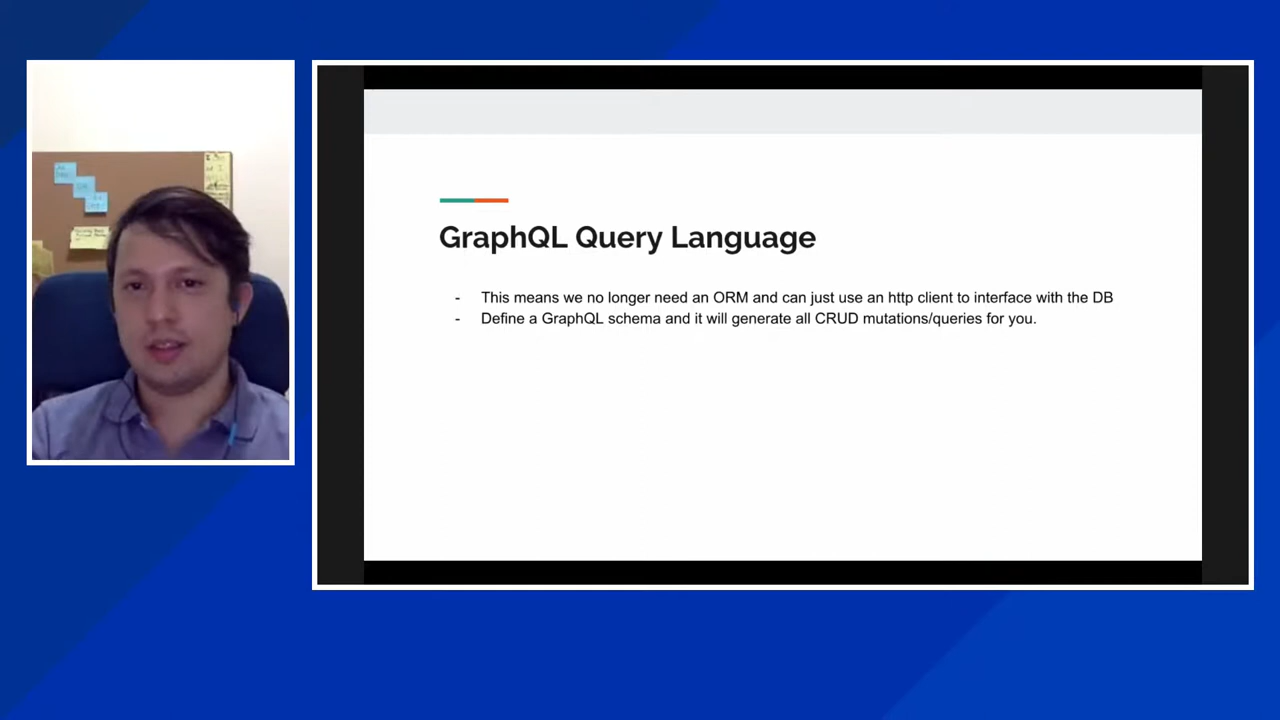 GraphQL Query Language
- This means we no longer need an ORM and can just use an http client to interface with the DB
- Define a GraphQL schema and it will generate all CRUD mutations/queries for you.